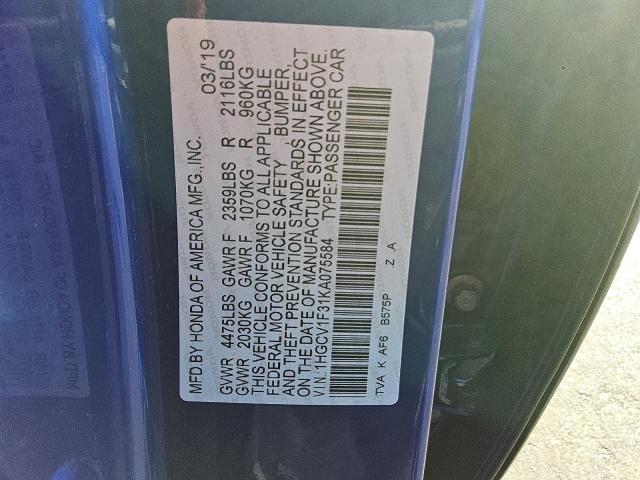 MFD.BY HONDA OF AMERICA MFG.,INC. 03/'19
GVWR 4475LBS GAWR F 2359LBS R 2116LBS
GVWR 2030KG GAWR F 1070KG R 960KG
THIS VEHICLE CONFORMS TO ALL APPLICABLE
FEDERAL MOTOR VEHICLE SAFETY , BUMPER,
AND THEFT PREVENTION STANDARDS IN EFFECT
ON THE DATE OF MANUFACTURE SHOWN ABOVE.
V.I.N.:1HGCV1F31KA075584 TYPE:PASSENGER CAR
TVA K AF6 B575P Z .A